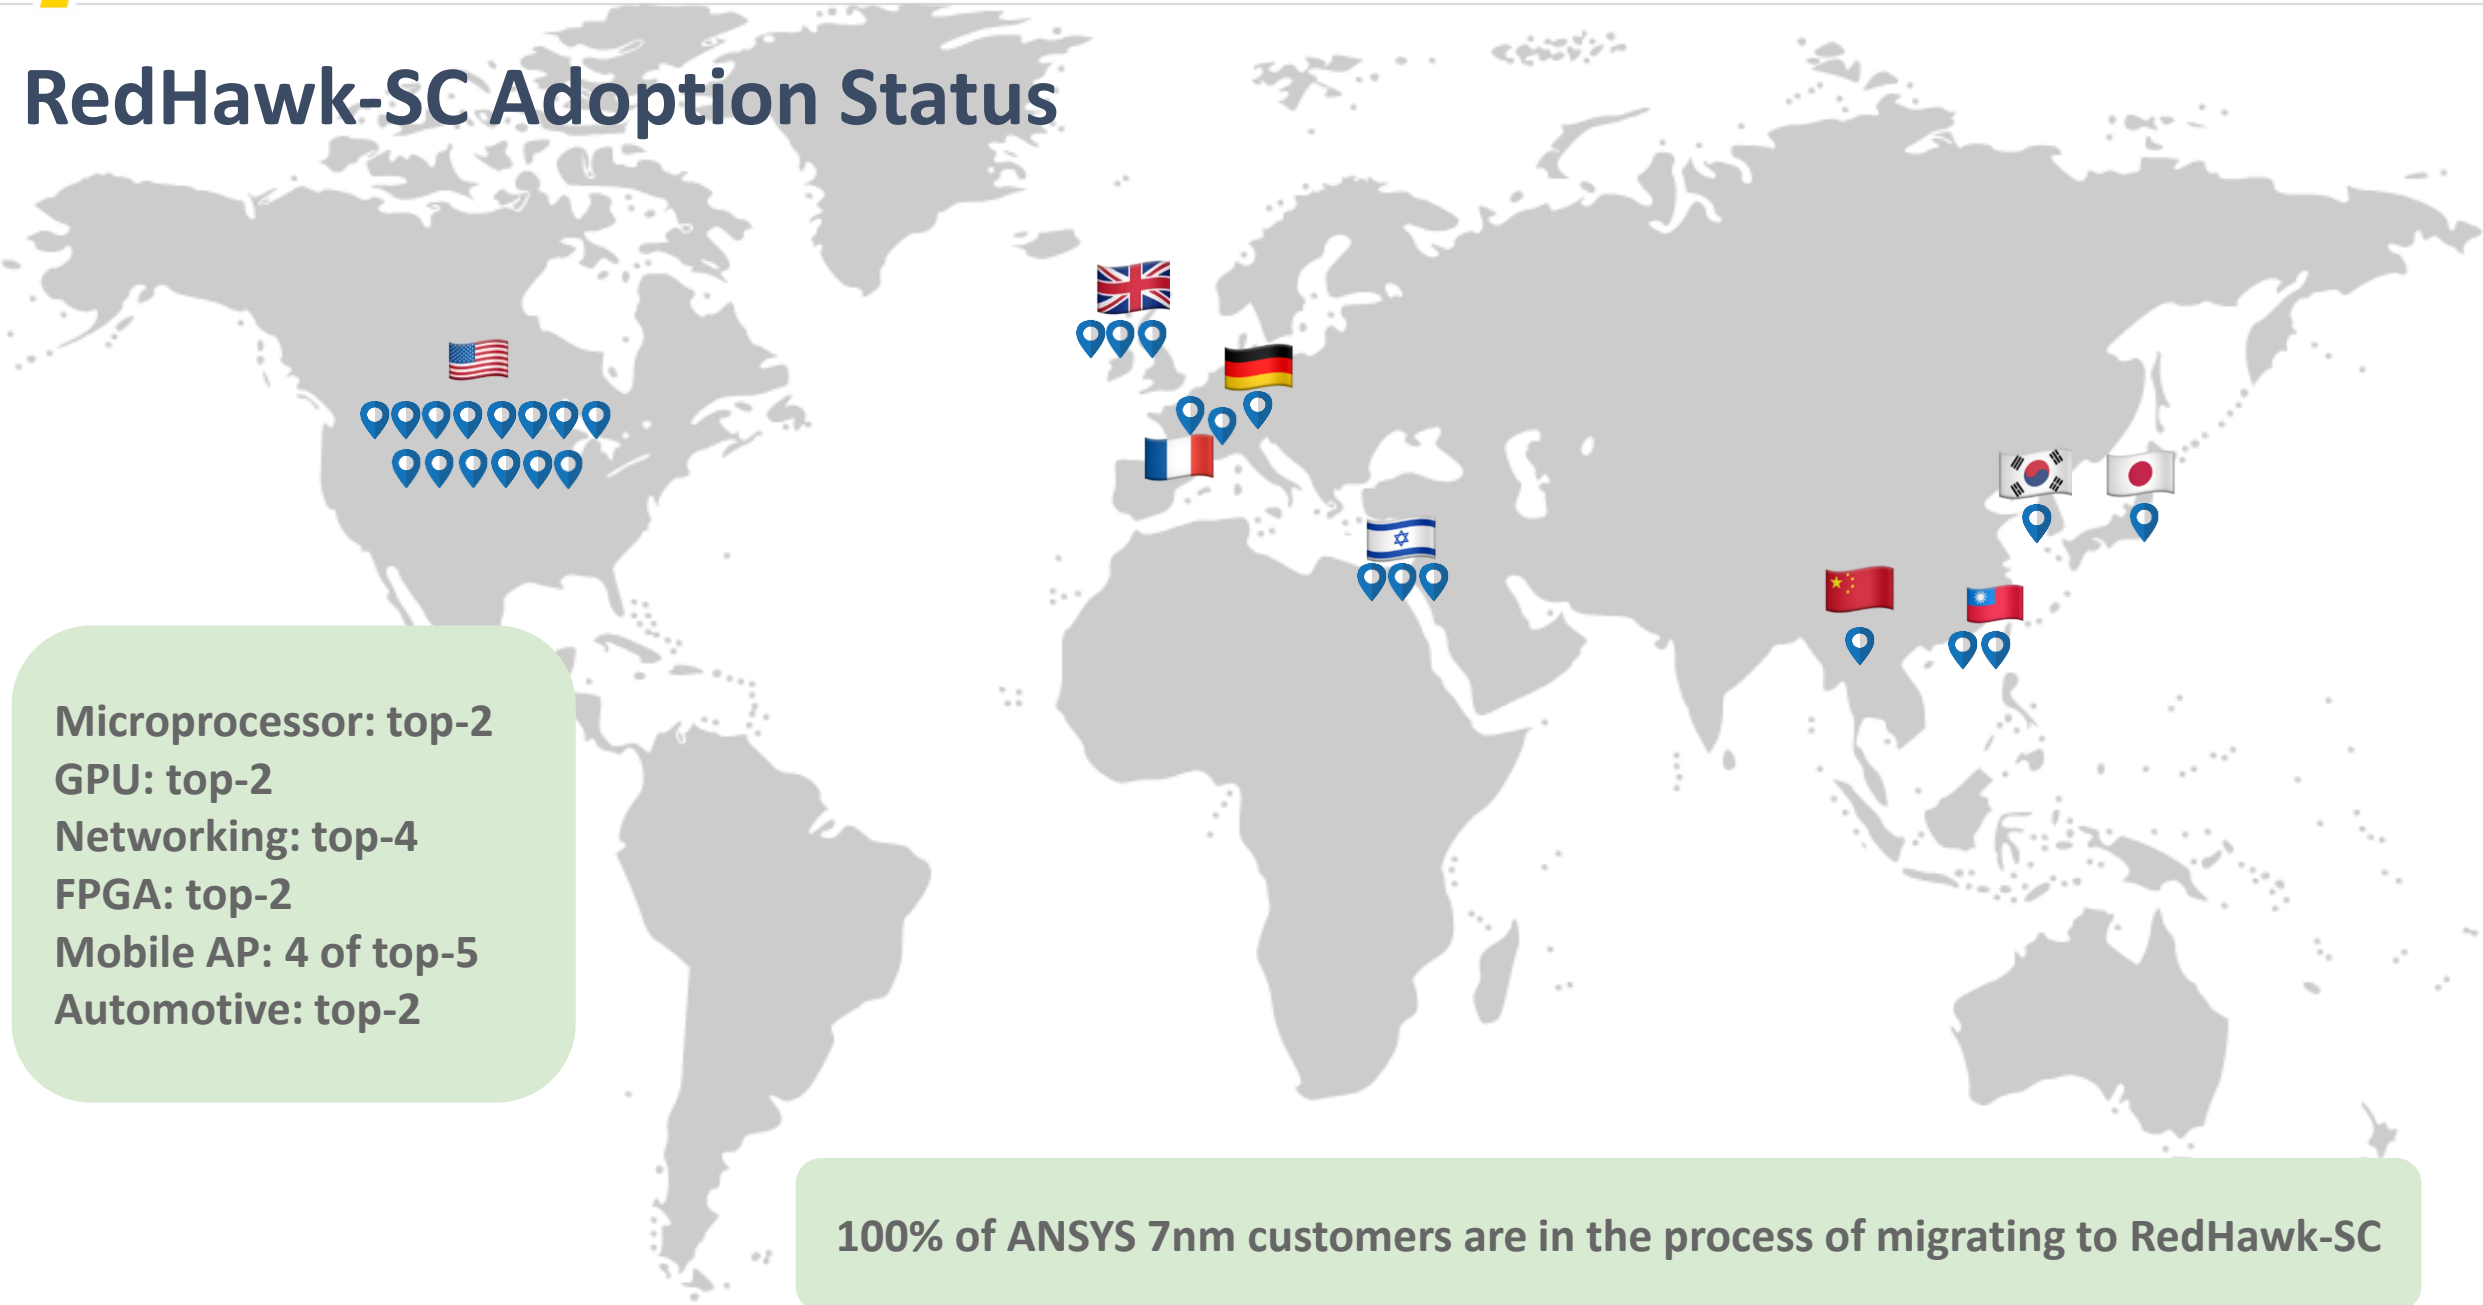 RedHawk-SC Adoption Status
Microprocessor: top-2
GPU: top-2
Networking: top-4
FPGA: top-2
Mobile AP: 4 of top-5
Automotive: top-2
100% of ANSYS 7nm customers are in the process of migrating to RedHawk-SC